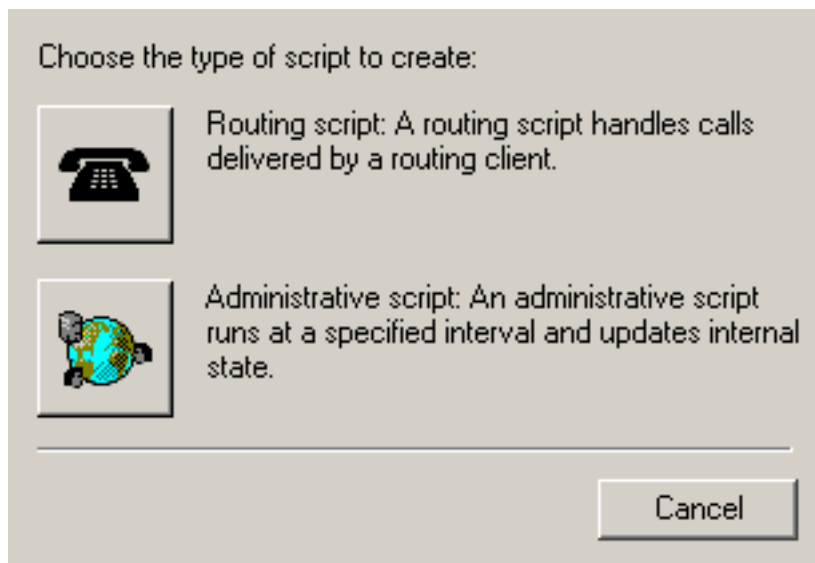 Choose the type of script to create:
Routing script: A routing script handles calls
delivered by a routing client.
Administrative script: An administrative script
runs at a specified interval and updates internal
state.
Cancel